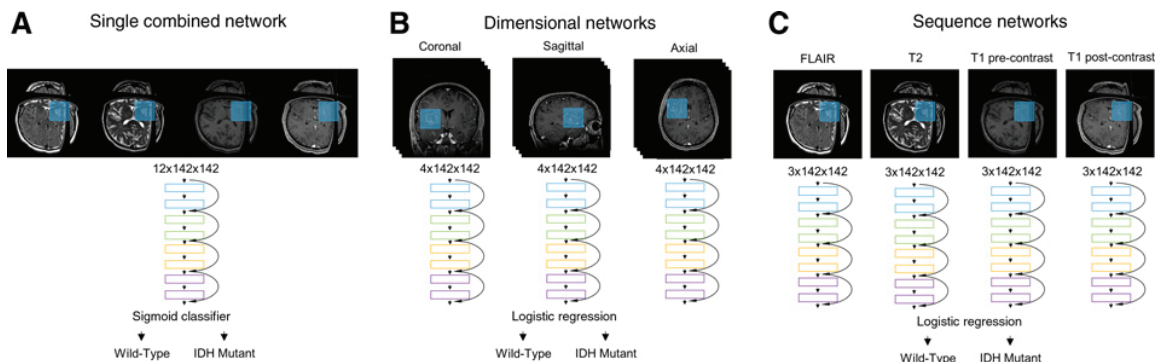 A
Single combined network
12x142x142
Sigmoid classifier
Wild-Type IDH Mutant
B
Dimensional networks
Coronal Sagittal Axial
4x142x142 4x142x142 4x142x142
Logistic regression
Wild-Type IDH Mutant
C
Sequence networks
FLAIR T2 T1 pre-contrast T1 post-contrast
3x142x142 3x142x142 3x142x142 3x142x142
Logistic regression
Wild-Type IDH Mutant